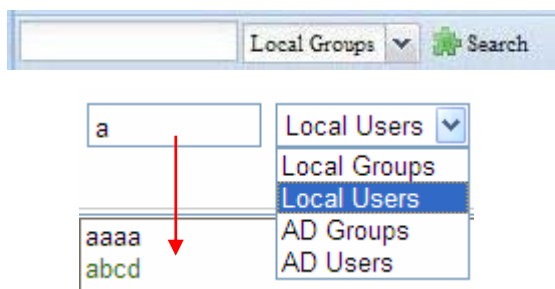 Local Groups Search
a Local Users
Local Groups
Local Users
AD Groups
AD Users
aaaa
abcd